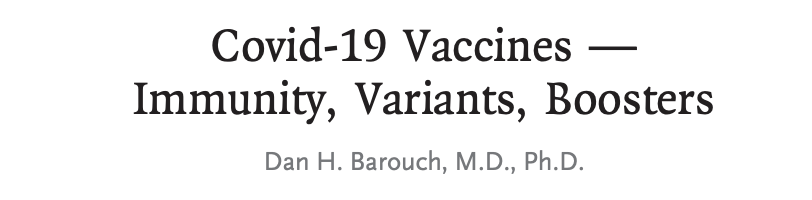 Covid-19 Vaccines —
Immunity, Variants, Boosters
Dan H. Barouch, M.D., Ph.D.